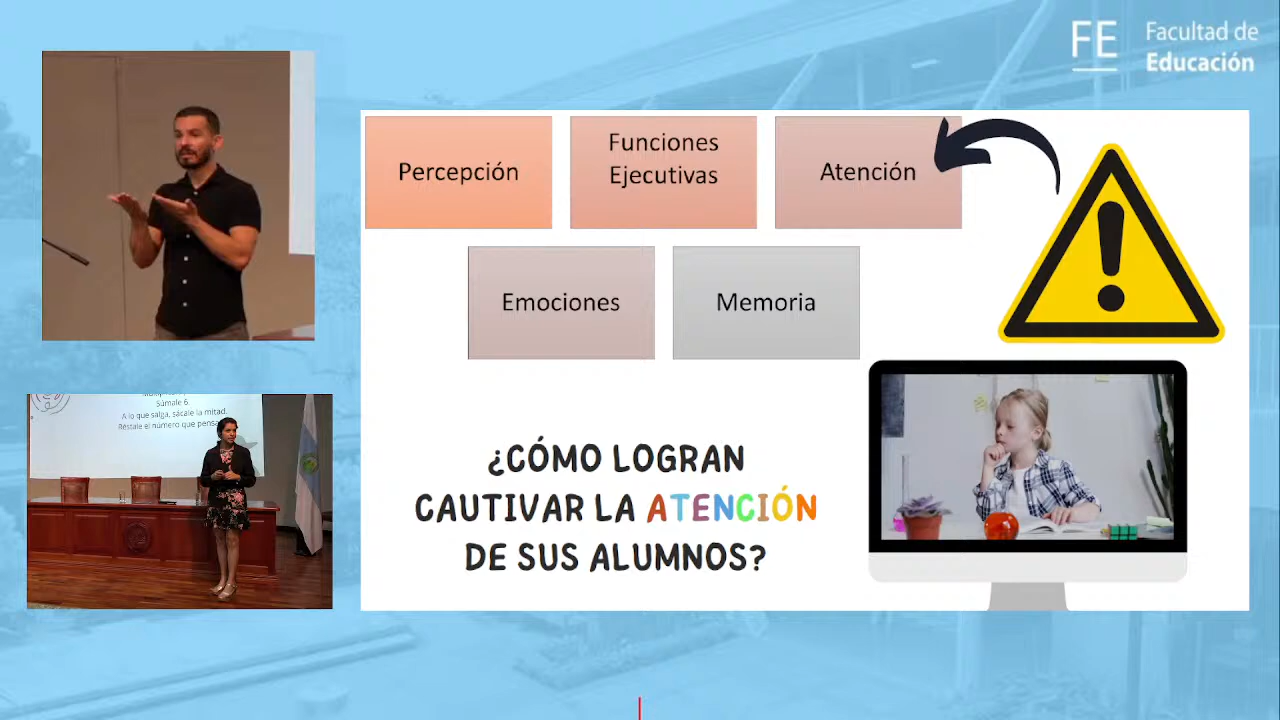 FE
Facultad de
Educación
Percepción
Funciones
Ejecutivas
Atención
Emociones
Memoria
¿CÓMO LOGRAN
CAUTIVAR LA ATENCIÓN
DE SUS ALUMNOS?
Súmale 6.
A lo que salga, sácale la mitad.
Réstale el número que